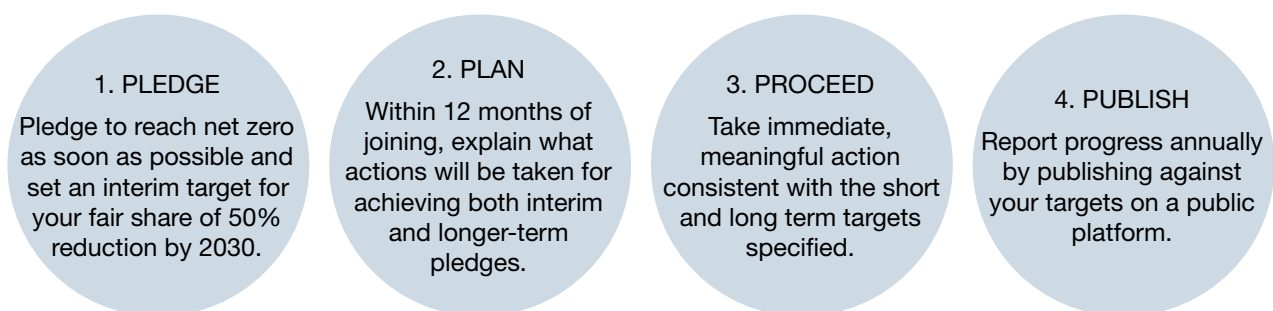 1. PLEDGE
Pledge to reach net zero
as soon as possible and
set an interim target for
your fair share of 50%
reduction by 2030.
2. PLAN
Within 12 months of
joining, explain what
actions will be taken for
achieving both interim
and longer-term
pledges.
3. PROCEED
Take immediate,
meaningful action
consistent with the short
and long term targets
specified.
4. PUBLISH
Report progress annually
by publishing against
your targets on a public
platform.